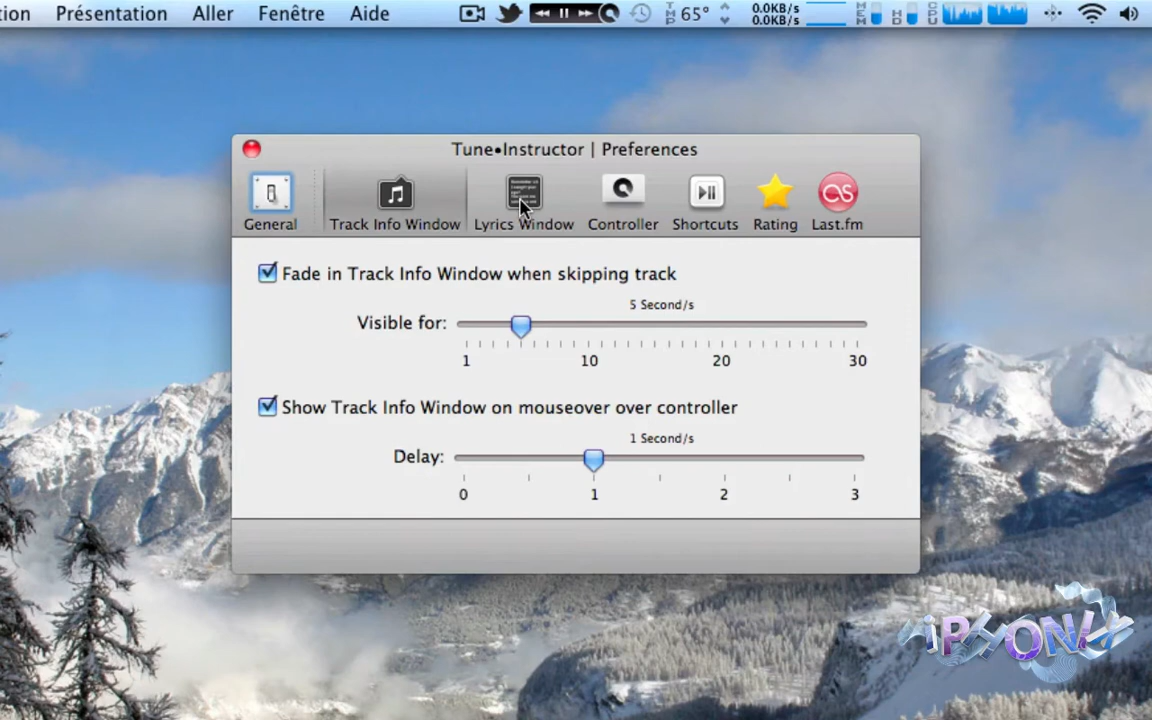 tion Présentation Aller Fenêtre Aide 65° 0.0KB/s
0.0KB/s
Tune•Instructor | Preferences
General Track Info Window Lyrics Window Controller Shortcuts Rating Last.fm
Fade in Track Info Window when skipping track
5 Second/s
Visible for:
1 10 20 30
Show Track Info Window on mouseover over controller
1 Second/s
Delay:
0 1 2 3
iPHONIX